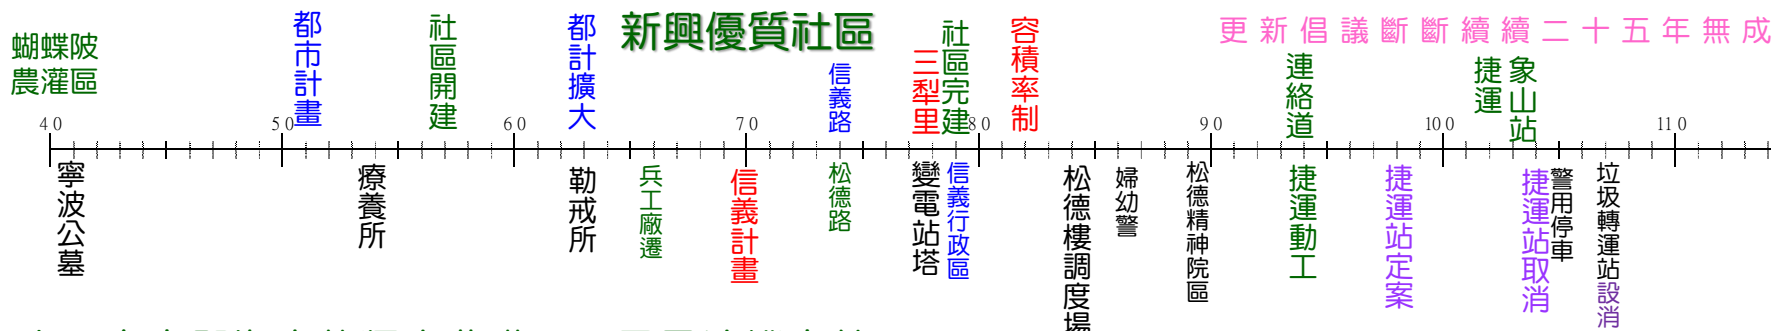 新興優質社區
更新倡議斷斷續續二十五年無成
蝴蝶陂
農灌區
都市計畫
社區開建
都計擴大
信義路
三犁里
社區完建
容積率制
連絡道
捷運
象山站
40 50 60 70 80 90 100 110
寧波公墓
療養所
勒戒所
兵工廠遷
信義計畫
松德路
變電站塔
信義行政區
松德樓調度場
婦幼警
松德精神院區
捷運動工
捷運站定案
捷運站取消
警用停車
垃圾轉運站設消